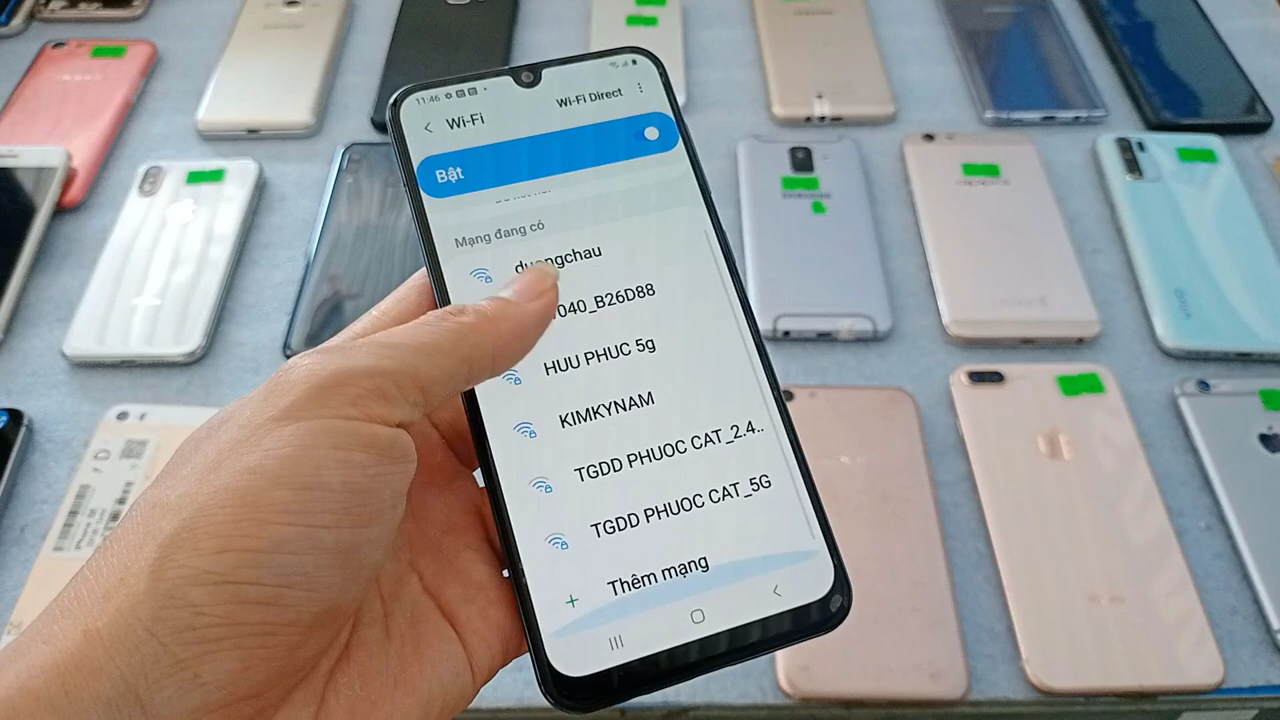 11:46
Wi-Fi
Wi-Fi Direct
Bật
Mạng đang có
duongchau
040_B26D88
HUU PHUC 5g
KIMKYNAM
TGDD PHUOC CAT_2.4..
TGDD PHUOC CAT_5G
Thêm mạng